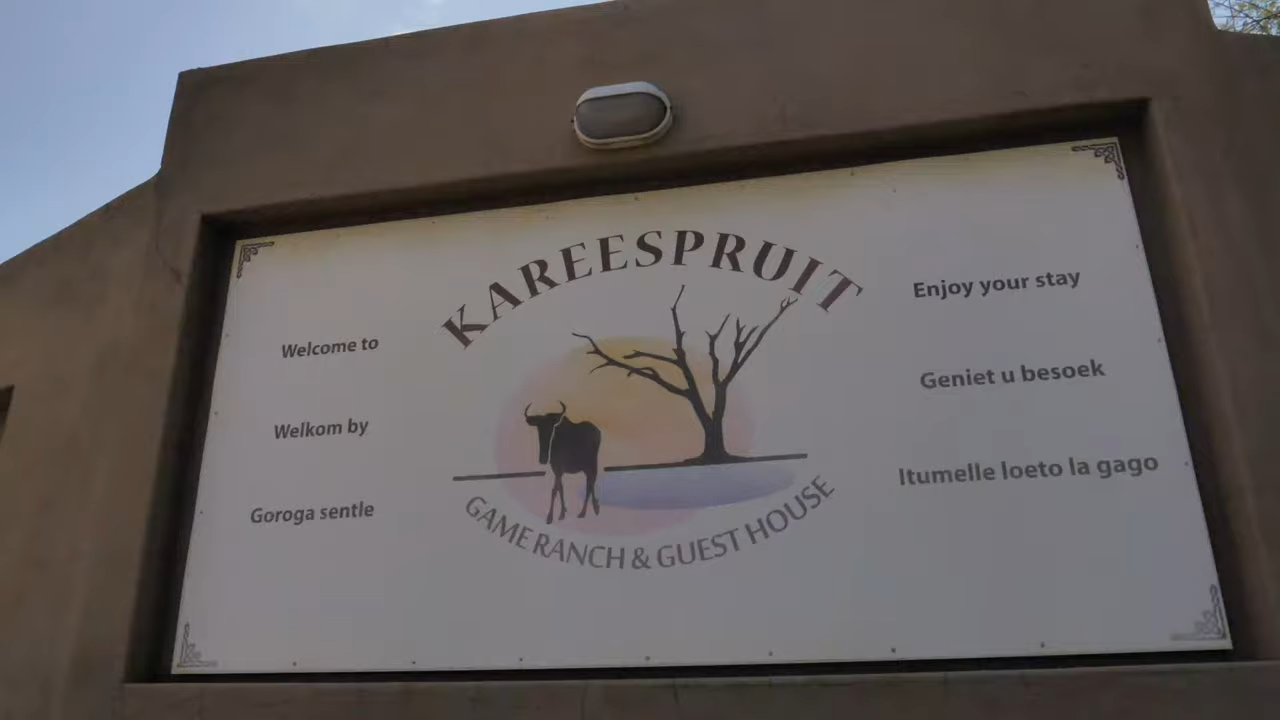 Welcome to
Welkom by
Goroga sentle
KAREESPRUIT
GAME RANCH & GUEST HOUSE
Enjoy your stay
Geniet u besoek
Itumelle loeto la gago